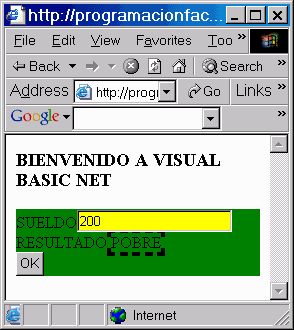 http://programacionfac...
File Edit View Favorites Too »
Back » Search »
Address http://progr Go Links »
Google »
BIENVENIDO A VISUAL
BASIC NET
SUELDO 200
RESULTADO POBRE
OK
Internet